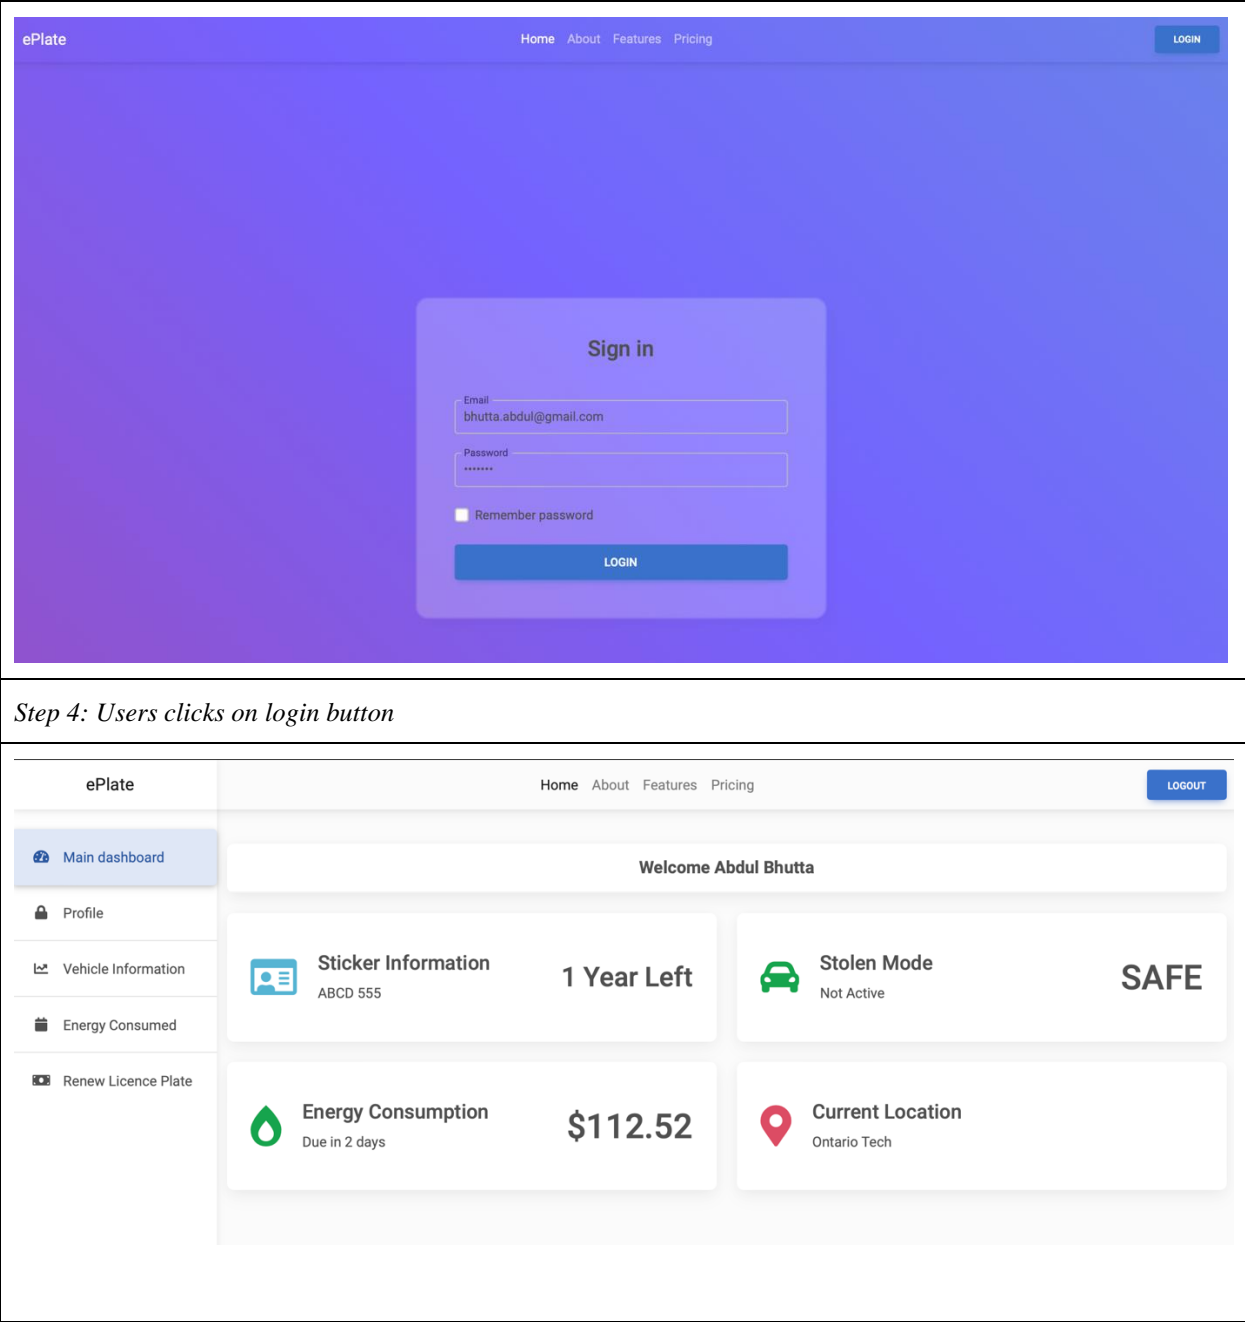 ePlate
Home About Features Pricing
LOGIN
Sign in
Email
bhutta.abdul@gmail.com
Password
•••••••
Remember password
LOGIN
Step 4: Users clicks on login button
ePlate
Home About Features Pricing
LOGOUT
Main dashboard
Profile
Vehicle Information
Energy Consumed
Renew Licence Plate
Welcome Abdul Bhutta
Sticker Information
ABCD 555
1 Year Left
Stolen Mode
Not Active
SAFE
Energy Consumption
Due in 2 days
$112.52
Current Location
Ontario Tech